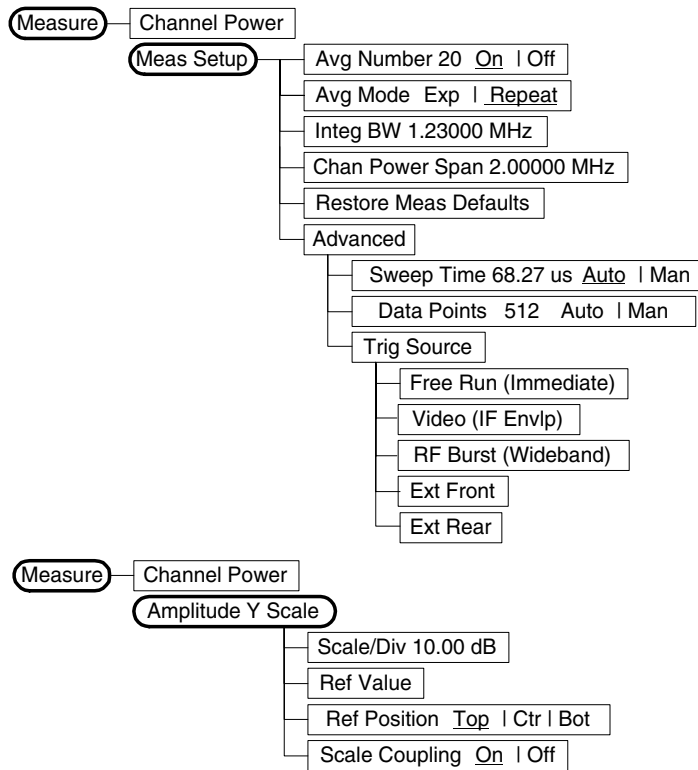 Measure Channel Power
Meas Setup Avg Number 20 On | Off
Avg Mode Exp | Repeat
Integ BW 1.23000 MHz
Chan Power Span 2.00000 MHz
Restore Meas Defaults
Advanced
Sweep Time 68.27 us Auto | Man
Data Points 512 Auto | Man
Trig Source
Free Run (Immediate)
Video (IF Envlp)
RF Burst (Wideband)
Ext Front
Ext Rear
Measure Channel Power
Amplitude Y Scale
Scale/Div 10.00 dB
Ref Value
Ref Position Top | Ctr | Bot
Scale Coupling On | Off